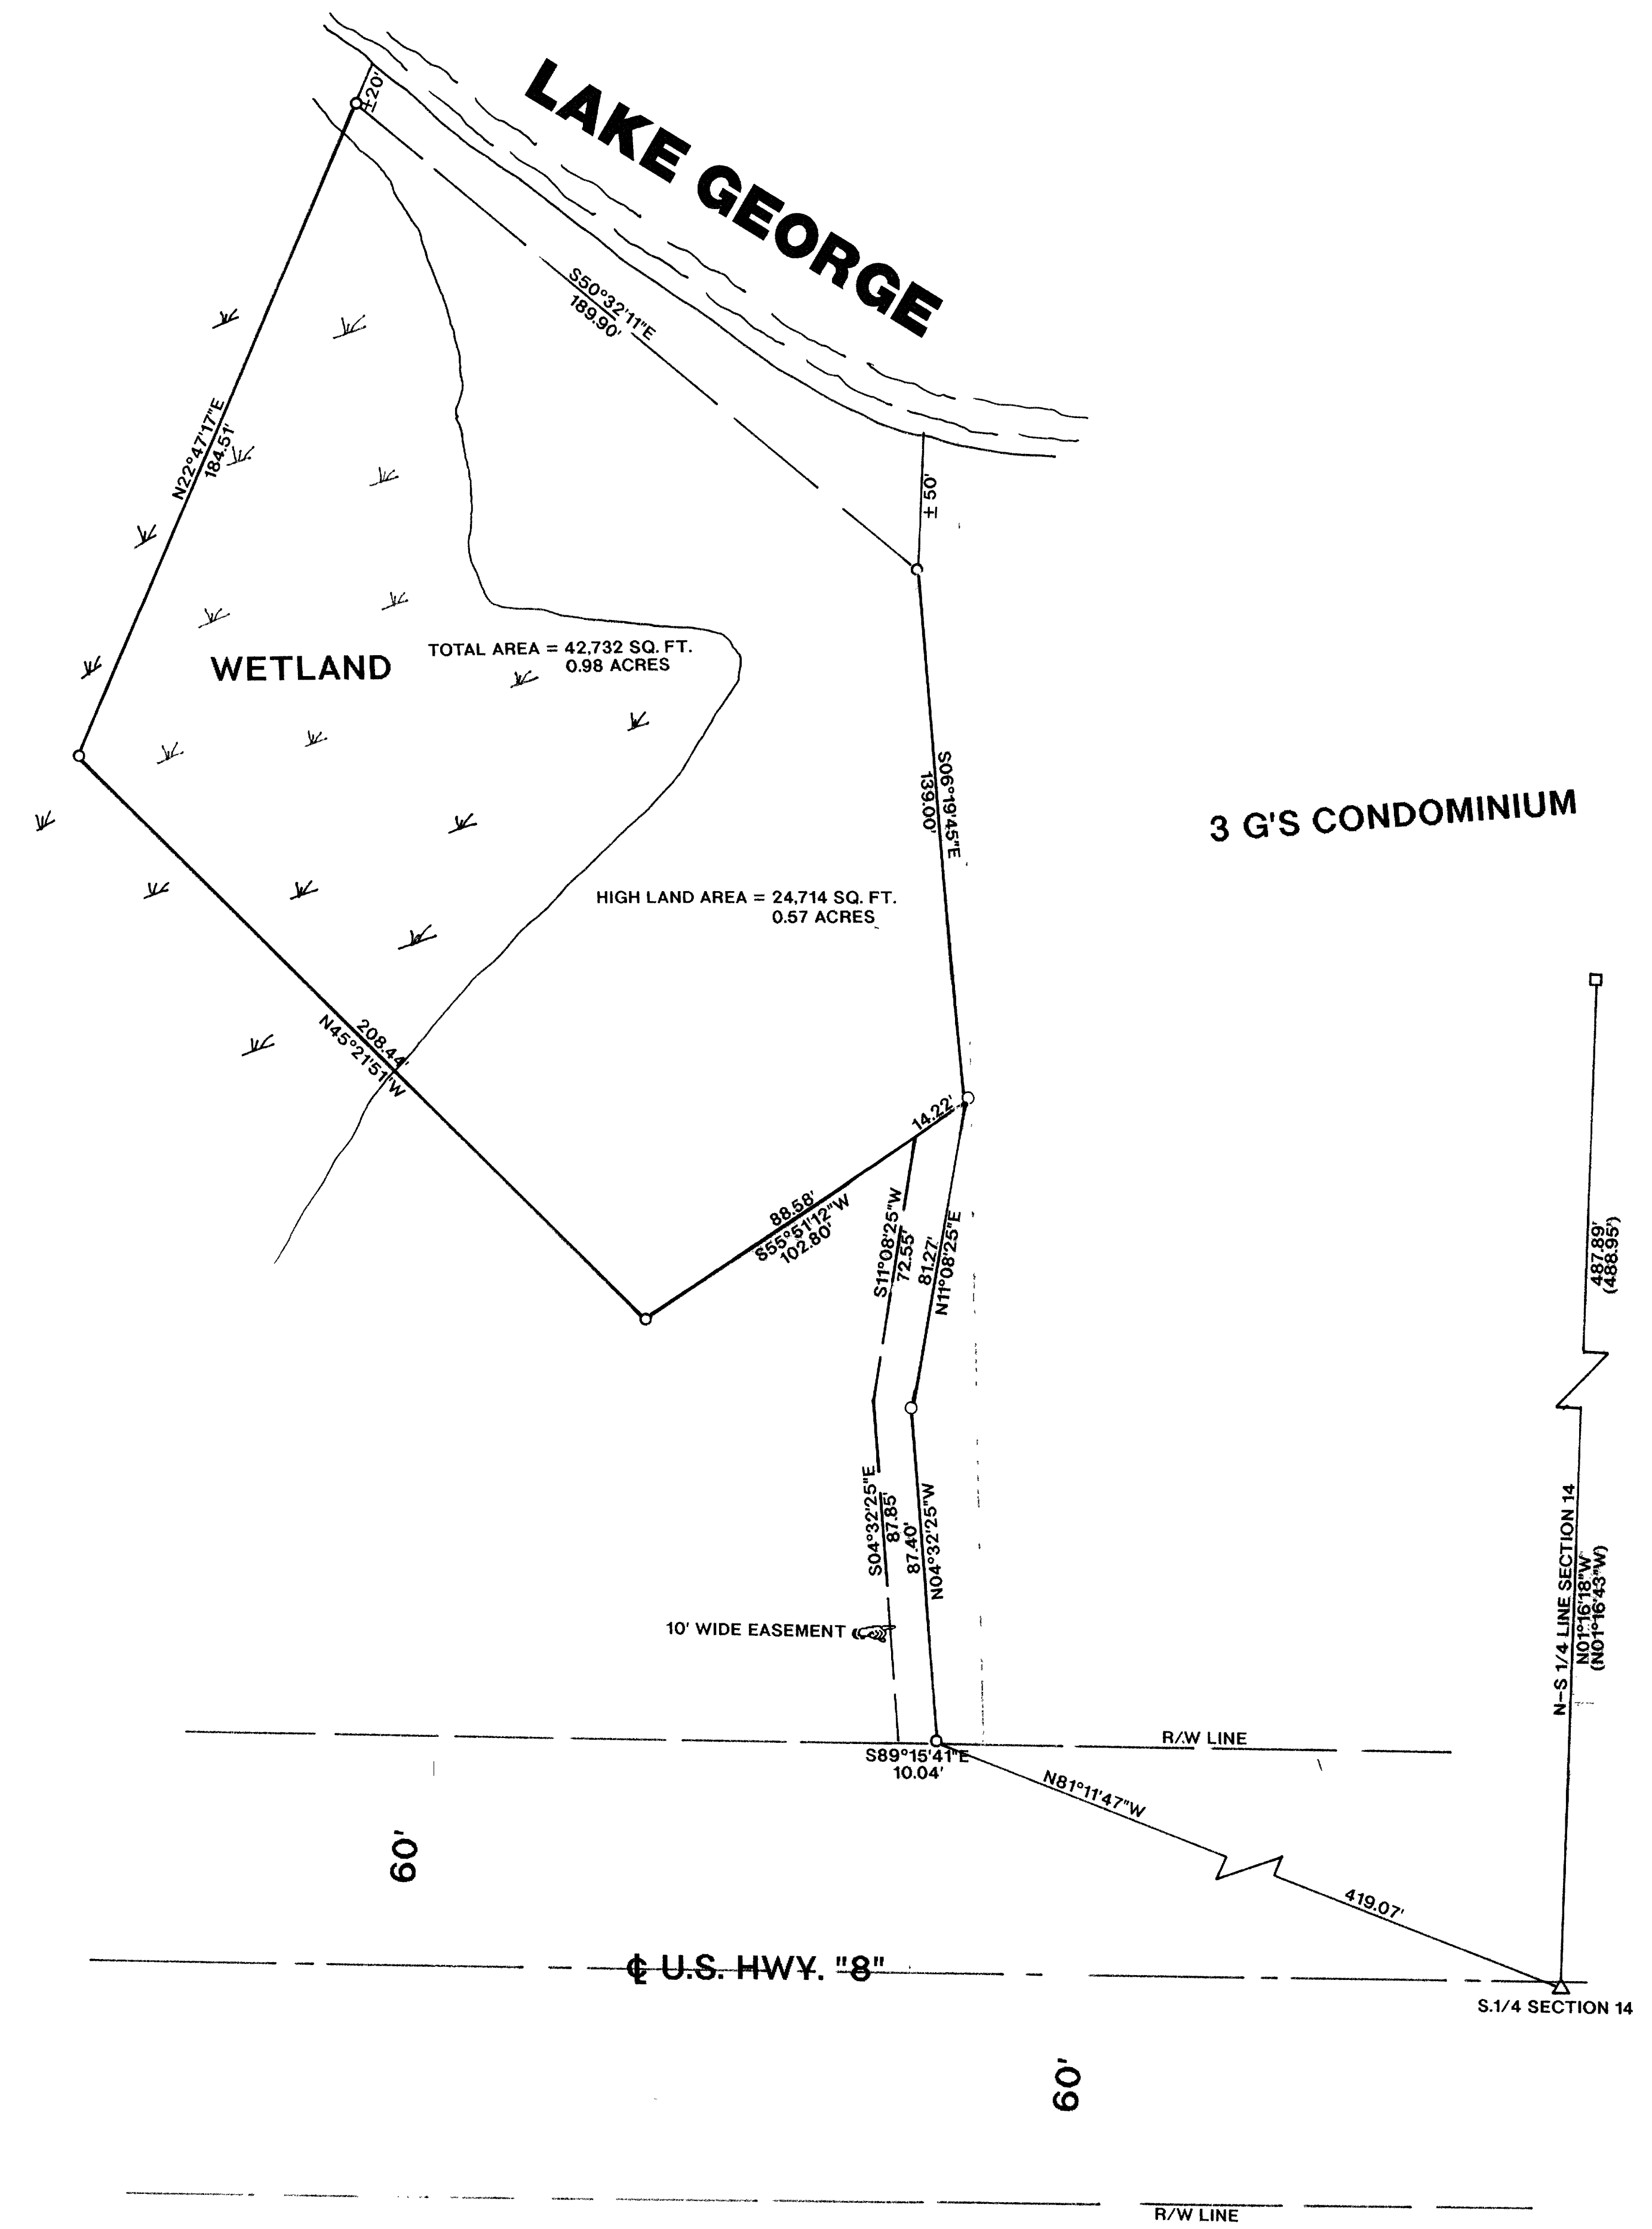 ±20'
LAKE GEORGE
S50°32'11"E
189.90'
± 50'
N22°47'17"E
184.51'
WETLAND
TOTAL AREA = 42,732 SQ. FT.
0.98 ACRES
S06°19'45"E
139.00'
3 G'S CONDOMINIUM
HIGH LAND AREA = 24,714 SQ. FT.
0.57 ACRES
208.44'
N45°21'51"W
14.22'
88.58'
S55°51'12"W
102.80'
S11°08'25"W
72.55'
81.27'
N11°08'25"E
487.89'
(488.95')
S04°32'25"E
87.85'
87.40'
N04°32'25"W
N-S 1/4 LINE SECTION 14
N01°16'18"W
(N01°16'43"W)
10' WIDE EASEMENT
R/W LINE
S89°15'41"E
10.04'
N81°11'47"W
60'
419.07'
℄ U.S. HWY. "8"
S.1/4 SECTION 14
60'
R/W LINE